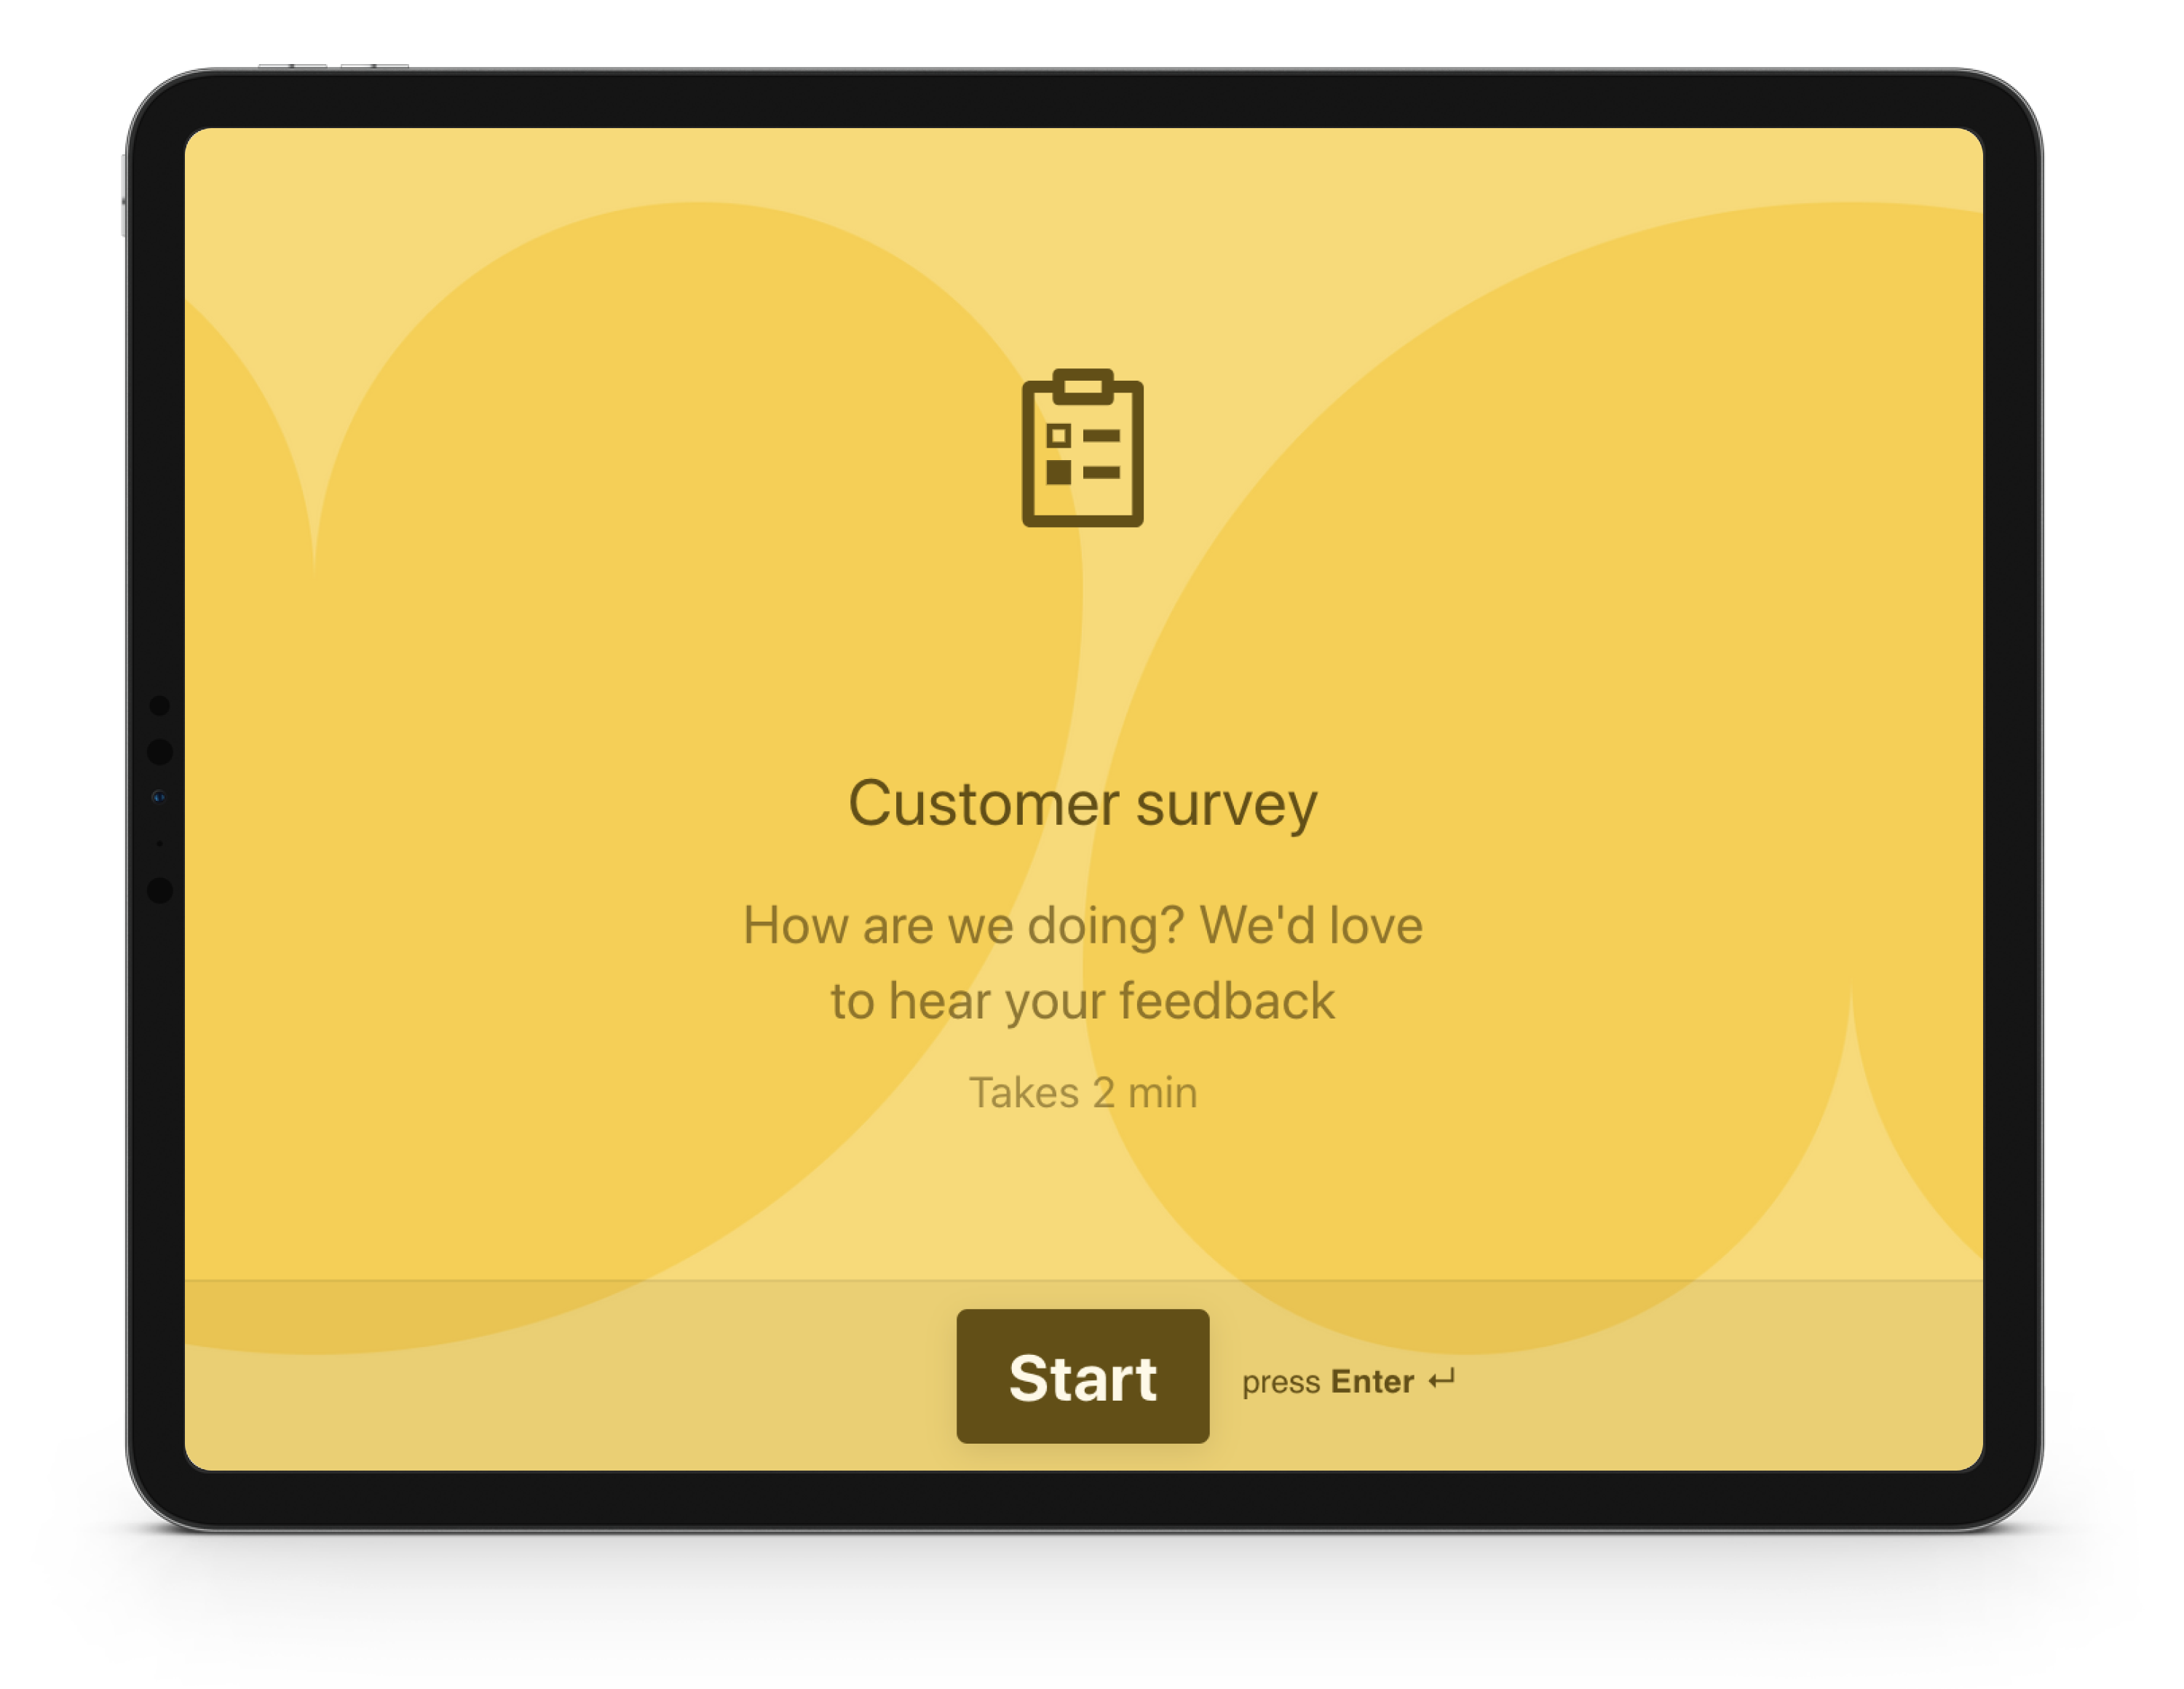 Customer survey
How are we doing? We'd love
to hear your feedback
Takes 2 min
Start
press Enter ↵